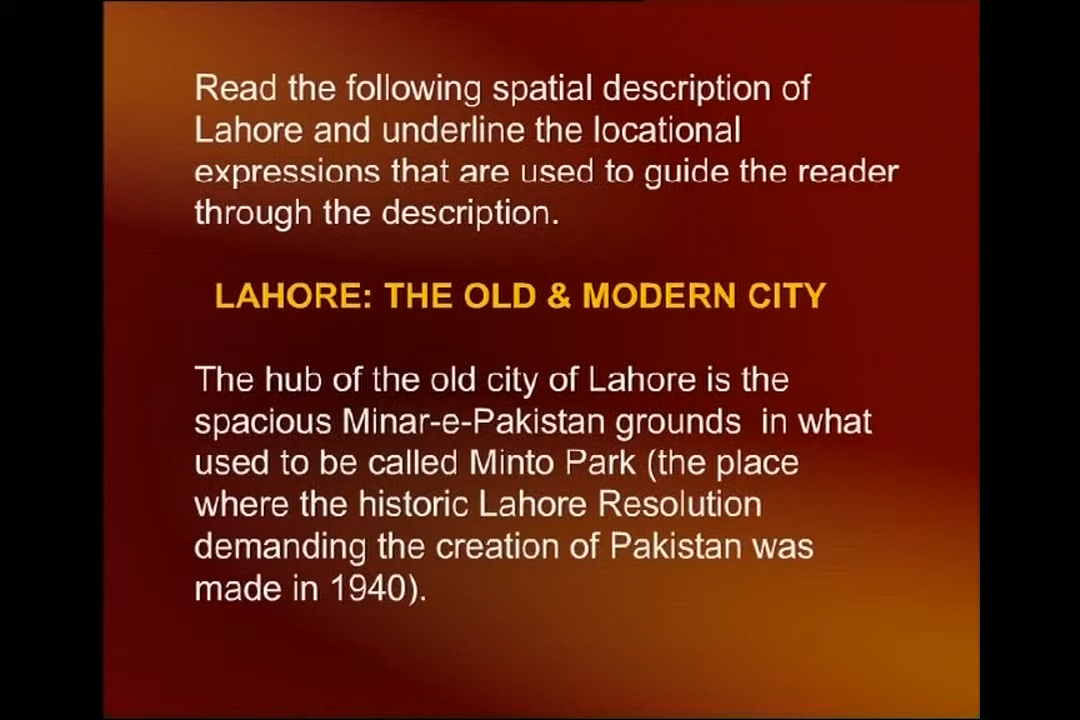 Read the following spatial description of
Lahore and underline the locational
expressions that are used to guide the reader
through the description.
LAHORE: THE OLD & MODERN CITY
The hub of the old city of Lahore is the
spacious Minar-e-Pakistan grounds in what
used to be called Minto Park (the place
where the historic Lahore Resolution
demanding the creation of Pakistan was
made in 1940).